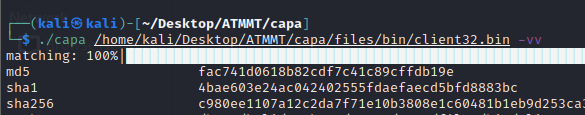 (kali㉿kali)-[~/Desktop/ATMMT/capa]
$ ./capa /home/kali/Desktop/ATMMT/capa/files/bin/client32.bin -vv
matching: 100%
md5 fac741d0618b82cdf7c41c89cffdb19e
sha1 4bae603e24ac042402555fdaefaecd5bfd8883bc
sha256 c980ee1107a12c2da7f71e10b3808e1c60481b1eb9d253ca3